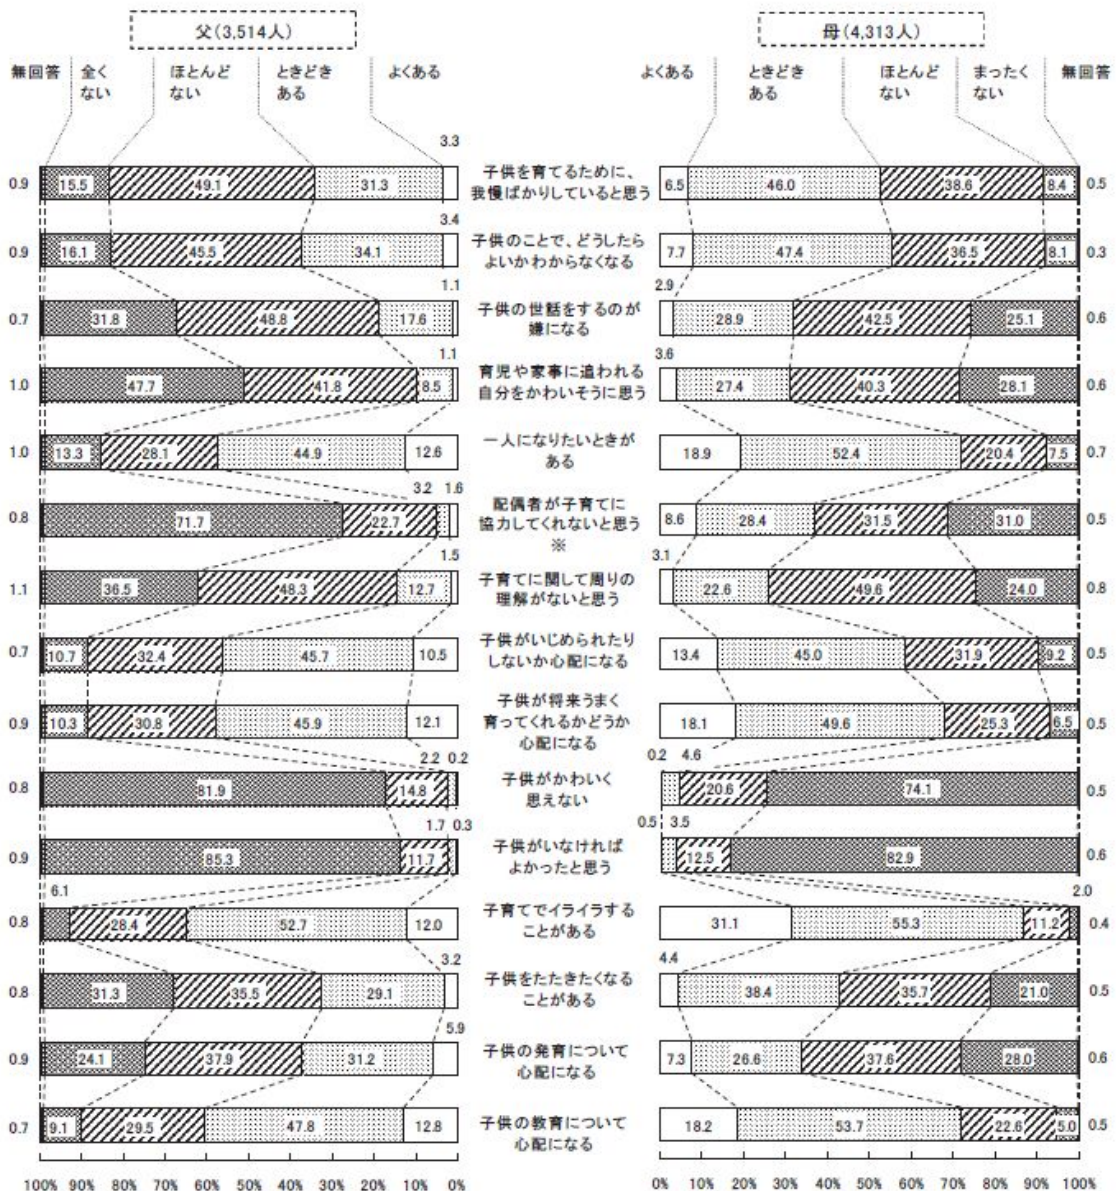 父(3,514人)
母(4,313人)
無回答 全く ほとんど ときどき よくある
ない ない ある
よくある ときどき ほとんど まったく 無回答
ある ない ない
3.3
0.9 15.5 49.1 31.3 子供を育てるために、 6.5 46.0 38.6 8.4 0.5
我慢ばかりしていると思う
3.4
0.9 16.1 45.5 34.1 子供のことで、どうしたら 7.7 47.4 36.5 8.1 0.3
よいかわからなくなる
1.1 2.9
0.7 31.8 48.8 17.6 子供の世話をするのが 28.9 42.5 25.1 0.6
嫌になる
1.1 3.6
1.0 47.7 41.8 8.5 育児や家事に追われる 27.4 40.3 28.1 0.6
自分をかわいそうに思う
1.0 13.3 28.1 44.9 12.6 一人になりたいときが 18.9 52.4 20.4 7.5 0.7
ある
3.2 1.6
0.8 71.7 22.7 配偶者が子育てに 8.6 28.4 31.5 31.0 0.5
協力してくれないと思う
※
1.5 3.1
1.1 36.5 48.3 12.7 子育てに関して周りの 22.6 49.6 24.0 0.8
理解がないと思う
0.7 10.7 32.4 45.7 10.5 子供がいじめられたり 13.4 45.0 31.9 9.2 0.5
しないか心配になる
0.9 10.3 30.8 45.9 12.1 子供が将来うまく 18.1 49.6 25.3 6.5 0.5
育ってくれるかどうか
心配になる
2.2 0.2 0.2 4.6
0.8 81.9 14.8 子供がかわいく 20.6 74.1 0.5
思えない
1.7 0.3 0.5 3.5
0.9 85.3 11.7 子供がいなければ 12.5 82.9 0.6
よかったと思う
6.1 2.0
0.8 28.4 52.7 12.0 子育てでイライラする 31.1 55.3 11.2 0.4
ことがある
3.2 4.4
0.8 31.3 35.5 29.1 子供をたたきたくなる 38.4 35.7 21.0 0.5
ことがある
5.9
0.9 24.1 37.9 31.2 子供の発育について 7.3 26.6 37.6 28.0 0.6
心配になる
0.7 9.1 29.5 47.8 12.8 子供の教育について 18.2 53.7 22.6 5.0 0.5
心配になる
100% 90% 80% 70% 60% 50% 40% 30% 20% 10% 0%
0% 10% 20% 30% 40% 50% 60% 70% 80% 90% 100%